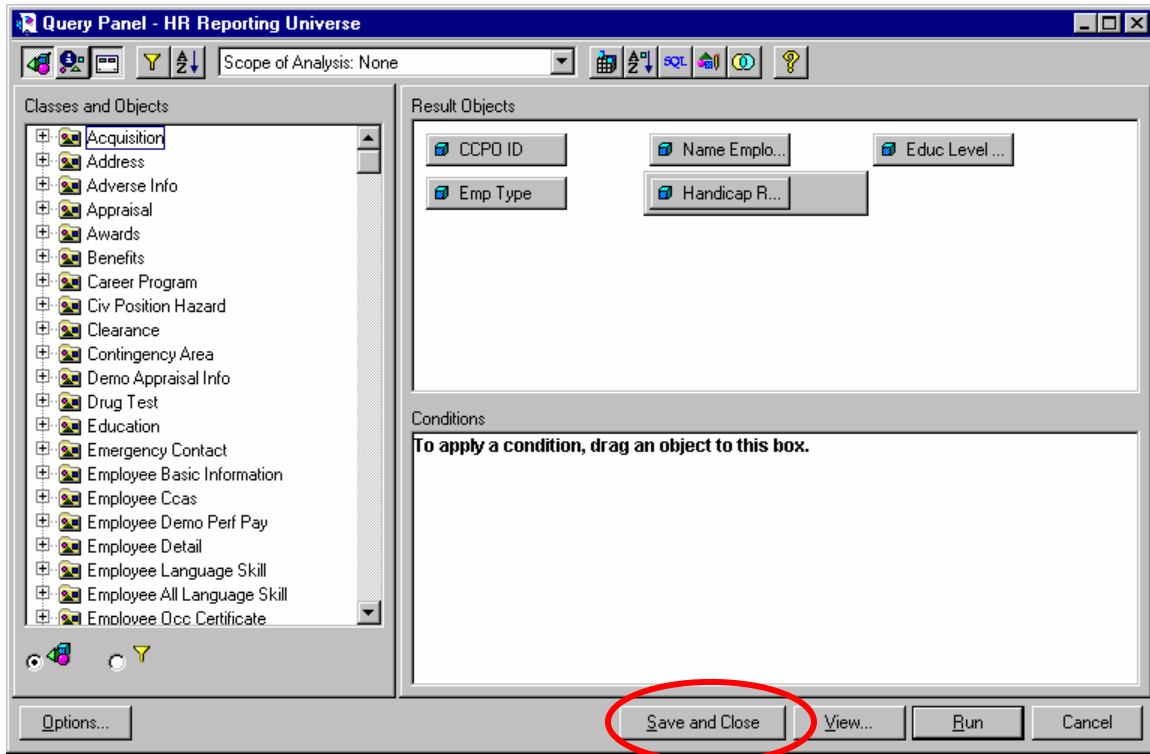 Query Panel - HR Reporting Universe
Scope of Analysis: None
SQL
Classes and Objects
Acquisition
Address
Adverse Info
Appraisal
Awards
Benefits
Career Program
Civ Position Hazard
Clearance
Contingency Area
Demo Appraisal Info
Drug Test
Education
Emergency Contact
Employee Basic Information
Employee Ccas
Employee Demo Perf Pay
Employee Detail
Employee Language Skill
Employee All Language Skill
Employee Occ Certificate
Result Objects
CCPO ID
Name Emplo...
Educ Level ...
Emp Type
Handicap R...
Conditions
To apply a condition, drag an object to this box.
Options...
Save and Close
View...
Run
Cancel